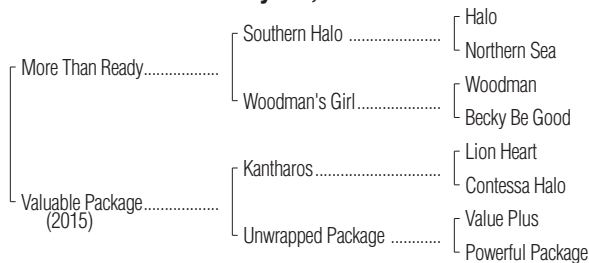 Halo
Southern Halo
Northern Sea
More Than Ready
Woodman
Woodman's Girl
Becky Be Good
Lion Heart
Kantharos
Contessa Halo
Valuable Package
(2015)
Value Plus
Unwrapped Package
Powerful Package